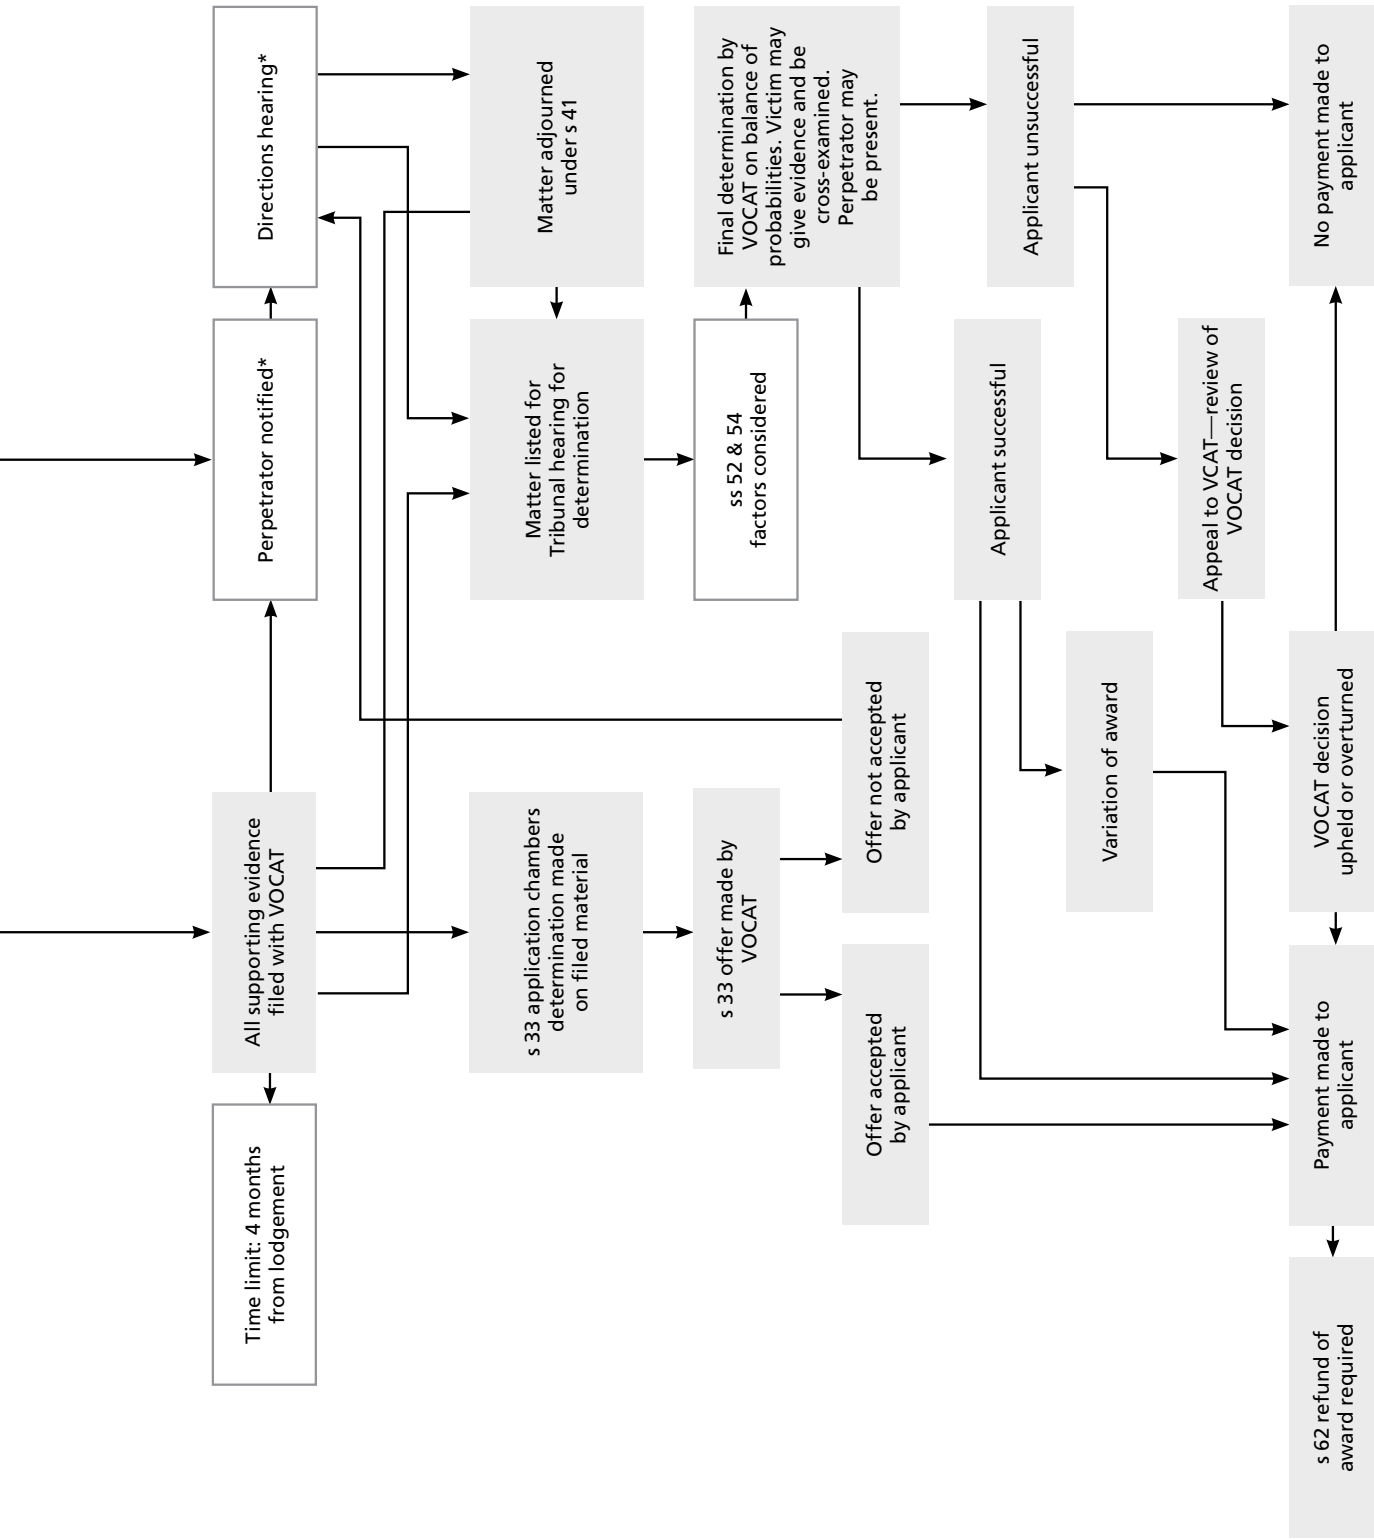 Time limit: 4 months
from lodgement
All supporting evidence
filed with VOCAT
Perpetrator notified*
Directions hearing*
s 33 application chambers
determination made
on filed material
Matter listed for
Tribunal hearing for
determination
Matter adjourned
under s 41
s 33 offer made by
VOCAT
ss 52 & 54
factors considered
Final determination by
VOCAT on balance of
probabilities. Victim may
give evidence and be
cross-examined.
Perpetrator may
be present.
Offer accepted
by applicant
Offer not accepted
by applicant
Applicant successful
Applicant unsuccessful
Variation of award
Appeal to VCAT—review of
VOCAT decision
s 62 refund of
award required
Payment made to
applicant
VOCAT decision
upheld or overturned
No payment made to
applicant